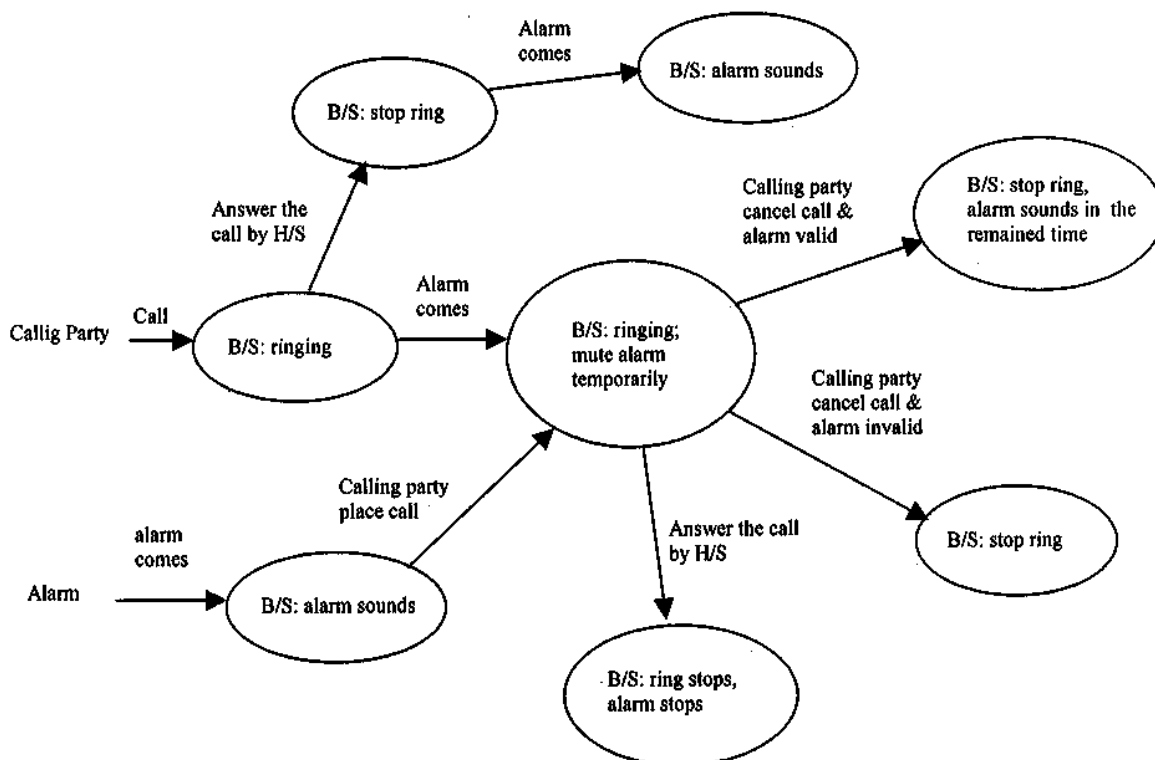 Alarm
comes
B/S: alarm sounds
B/S: stop ring
Answer the
call by H/S
Calling party
cancel call &
alarm valid
B/S: stop ring,
alarm sounds in the
remained time
Callig Party
Call
B/S: ringing
Alarm
comes
B/S: ringing;
mute alarm
temporarily
Calling party
cancel call &
alarm invalid
B/S: stop ring
Calling party
place call
Answer the call
by H/S
alarm
comes
Alarm
B/S: alarm sounds
B/S: ring stops,
alarm stops